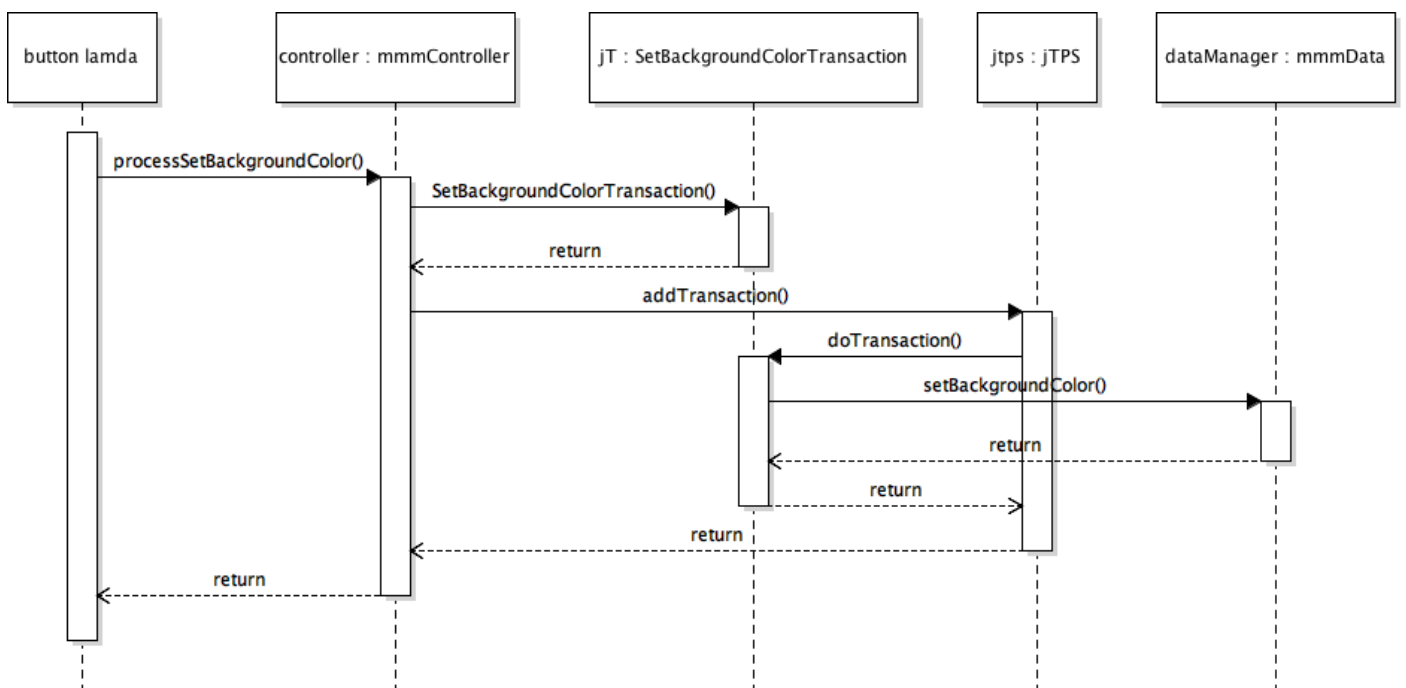 button lamda
controller : mmmController
jT : SetBackgroundColorTransaction
jtps : jTPS
dataManager : mmmData
processSetBackgroundColor()
SetBackgroundColorTransaction()
return
addTransaction()
doTransaction()
setBackgroundColor()
return
return
return
return